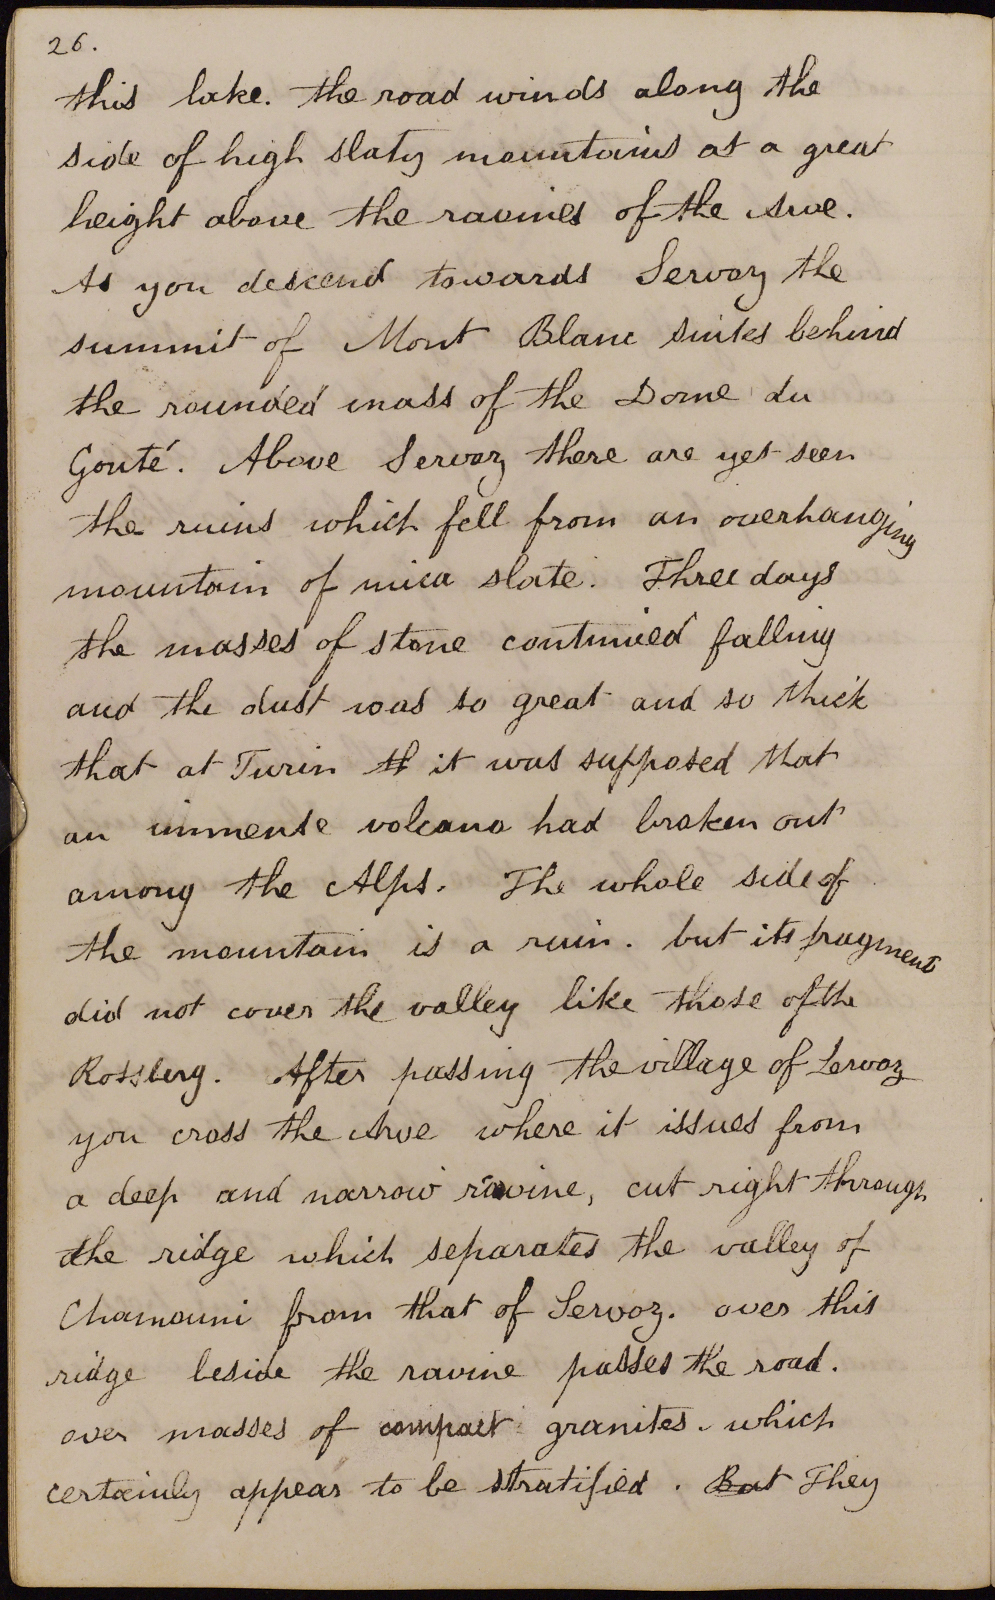 26.
this lake. the road winds along the
side of high slaty mountains at a great
height above the ravines of the Arve.
As you descend towards Servoz the
summit of Mont Blanc sinks behind
the rounded mass of the Dome du
Gouté. Above Servoz there are yet seen
the ruins which fell from an overhanging
mountain of mica slate. Three days
the masses of stone continued falling
and the dust was so great and so thick
that at Turin th it was supposed that
an immense volcano had broken out
among the Alps. The whole side of
the mountain is a ruin. but its fragments
did not cover the valley like those of the
Rossberg. After passing the village of Servoz
you cross the Arve where it issues from
a deep and narrow ravine, cut right through
the ridge which separates the valley of
Chamouni from that of Servoz. over this
ridge beside the ravine passes the road.
over masses of compact granites. which
certainly appear to be stratified. But They